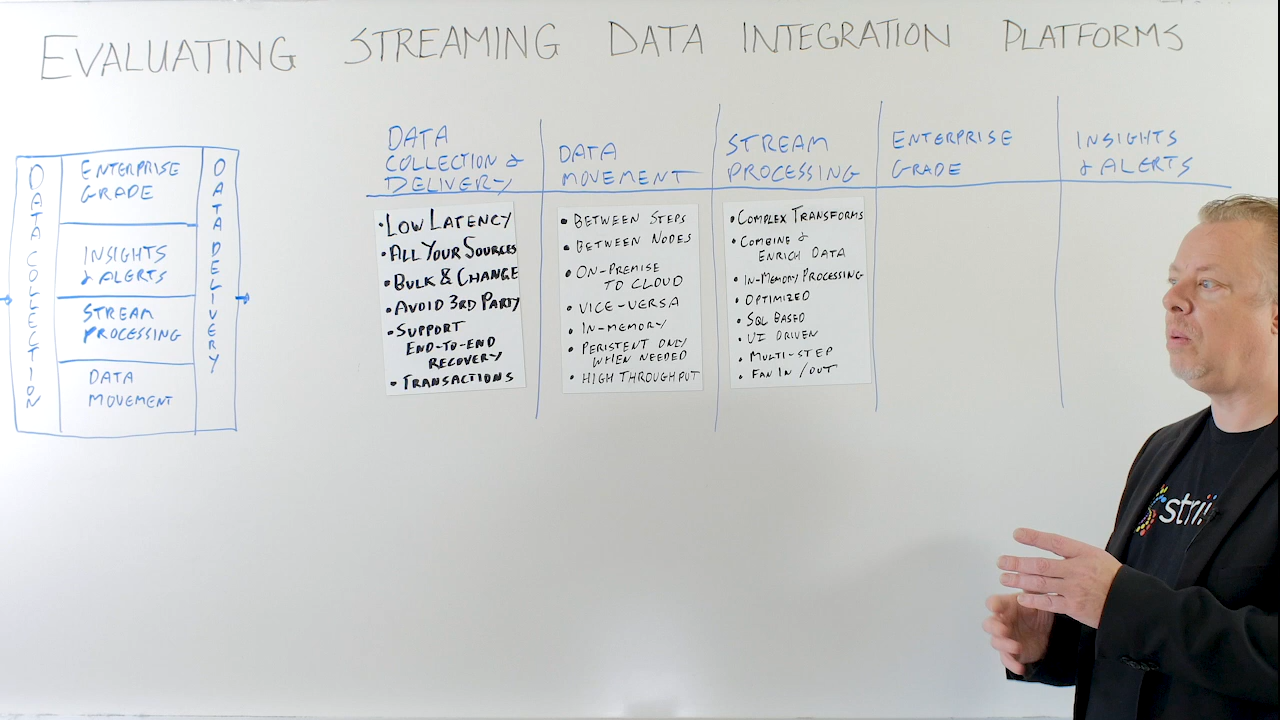 EVALUATING STREAMING DATA INTEGRATION PLATFORMS
DATA COLLECTION
ENTERPRISE
GRADE
INSIGHTS
& ALERTS
STREAM
PROCESSING
DATA
MOVEMENT
DATA DELIVERY
DATA
COLLECTION &
DELIVERY
• LOW LATENCY
• ALL YOUR SOURCES
• BULK & CHANGE
• AVOID 3RD PARTY
• SUPPORT
END-TO-END
RECOVERY
• TRANSACTIONS
DATA
MOVEMENT
• BETWEEN STEPS
• BETWEEN NODES
• ON-PREMISE
TO CLOUD
• VICE-VERSA
• IN-MEMORY
• PERISTENT ONLY
WHEN NEEDED
• HIGH THROUGHPUT
STREAM
PROCESSING
• COMPLEX TRANSFORMS
• COMBINE &
ENRICH DATA
• IN-MEMORY PROCESSING
• OPTIMIZED
• SQL BASED
• UI DRIVEN
• MULTI-STEP
• FAN IN / OUT
ENTERPRISE
GRADE
INSIGHTS
& ALERTS